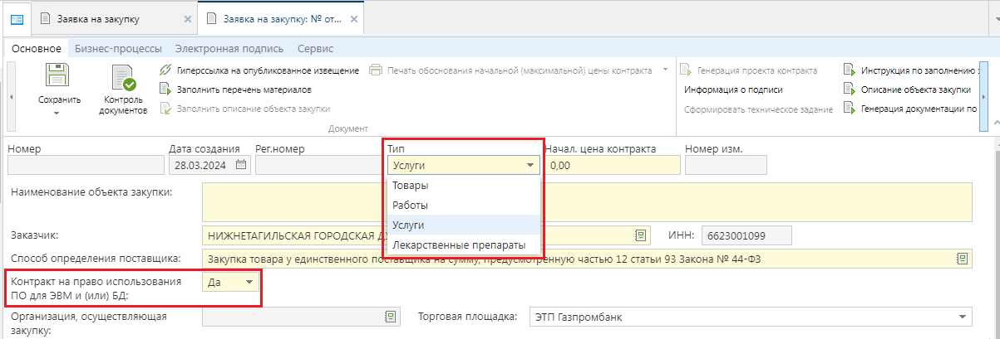 Заявка на закупку
Заявка на закупку: № от...
Основное Бизнес-процессы Электронная подпись Сервис
Сохранить
Контроль документов
Гиперссылка на опубликованное извещение
Заполнить перечень материалов
Заполнить описание объекта закупки
Печать обоснования начальной (максимальной) цены контракта
Документ
Генерация проекта контракта
Информация о подписи
Сформировать техническое задание
Инструкция по заполнению
Описание объекта закупки
Генерация документации по
Номер Дата создания Рег.номер Тип Начал. цена контракта Номер изм.
28.03.2024 Услуги 0,00
Товары
Работы
Услуги
Лекарственные препараты
Наименование объекта закупки:
Заказчик: НИЖНЕТАГИЛЬСКАЯ ГОРОДСКАЯ ИНН: 6623001099
Способ определения поставщика: Закупка товара у единственного поставщика на сумму, предусмотренную частью 12 статьи 93 Закона № 44-ФЗ
Контракт на право использования
ПО для ЭВМ и (или) БД: Да
Организация, осуществляющая
закупку:
Торговая площадка: ЭТП Газпромбанк